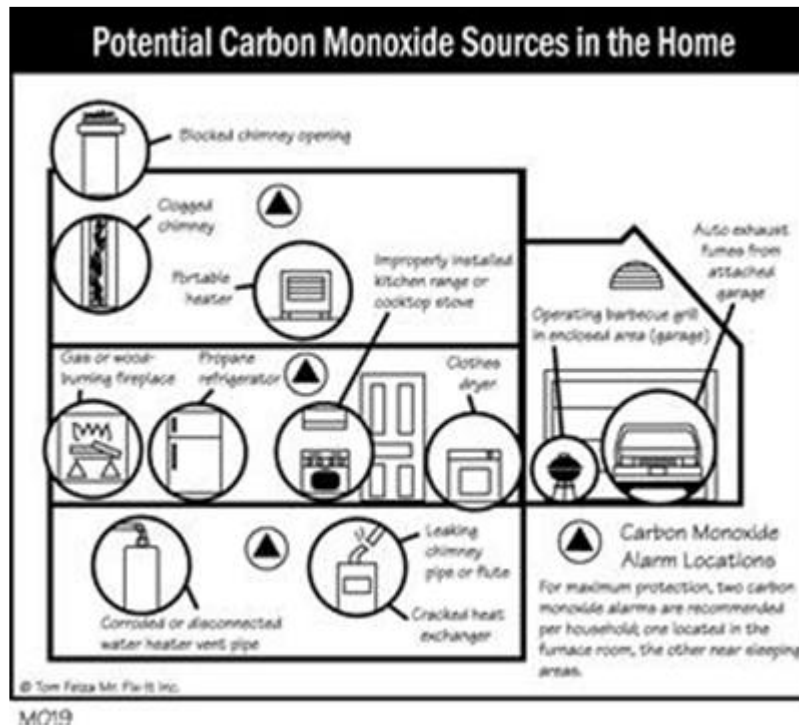 Potential Carbon Monoxide Sources in the Home
Blocked chimney opening
Clogged
chimney
Portable
heater
Improperly installed
kitchen range or
cooktop stove
Auto exhaust
fumes from
attached
garage
Operating barbecue grill
in enclosed area (garage)
Gas or wood-
burning fireplace
Propane
refrigerator
Clothes
dryer
Corroded or disconnected
water heater vent pipe
Leaking
chimney
pipe or flute
Cracked heat
exchanger
Carbon Monoxide
Alarm Locations
For maximum protection, two carbon
monoxide alarms are recommended
per household; one located in the
furnace room, the other near sleeping
areas.
© Tom Feiza Mr. Fix-It Inc.
M019